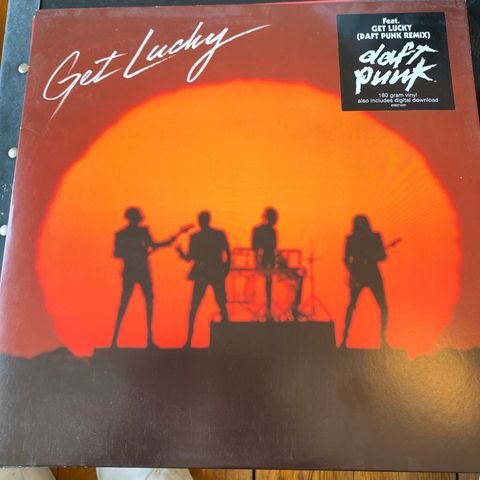 Get Lucky
Feat.
GET LUCKY
(DAFT PUNK REMIX)
daft
punk
180 gram vinyl
also includes digital download